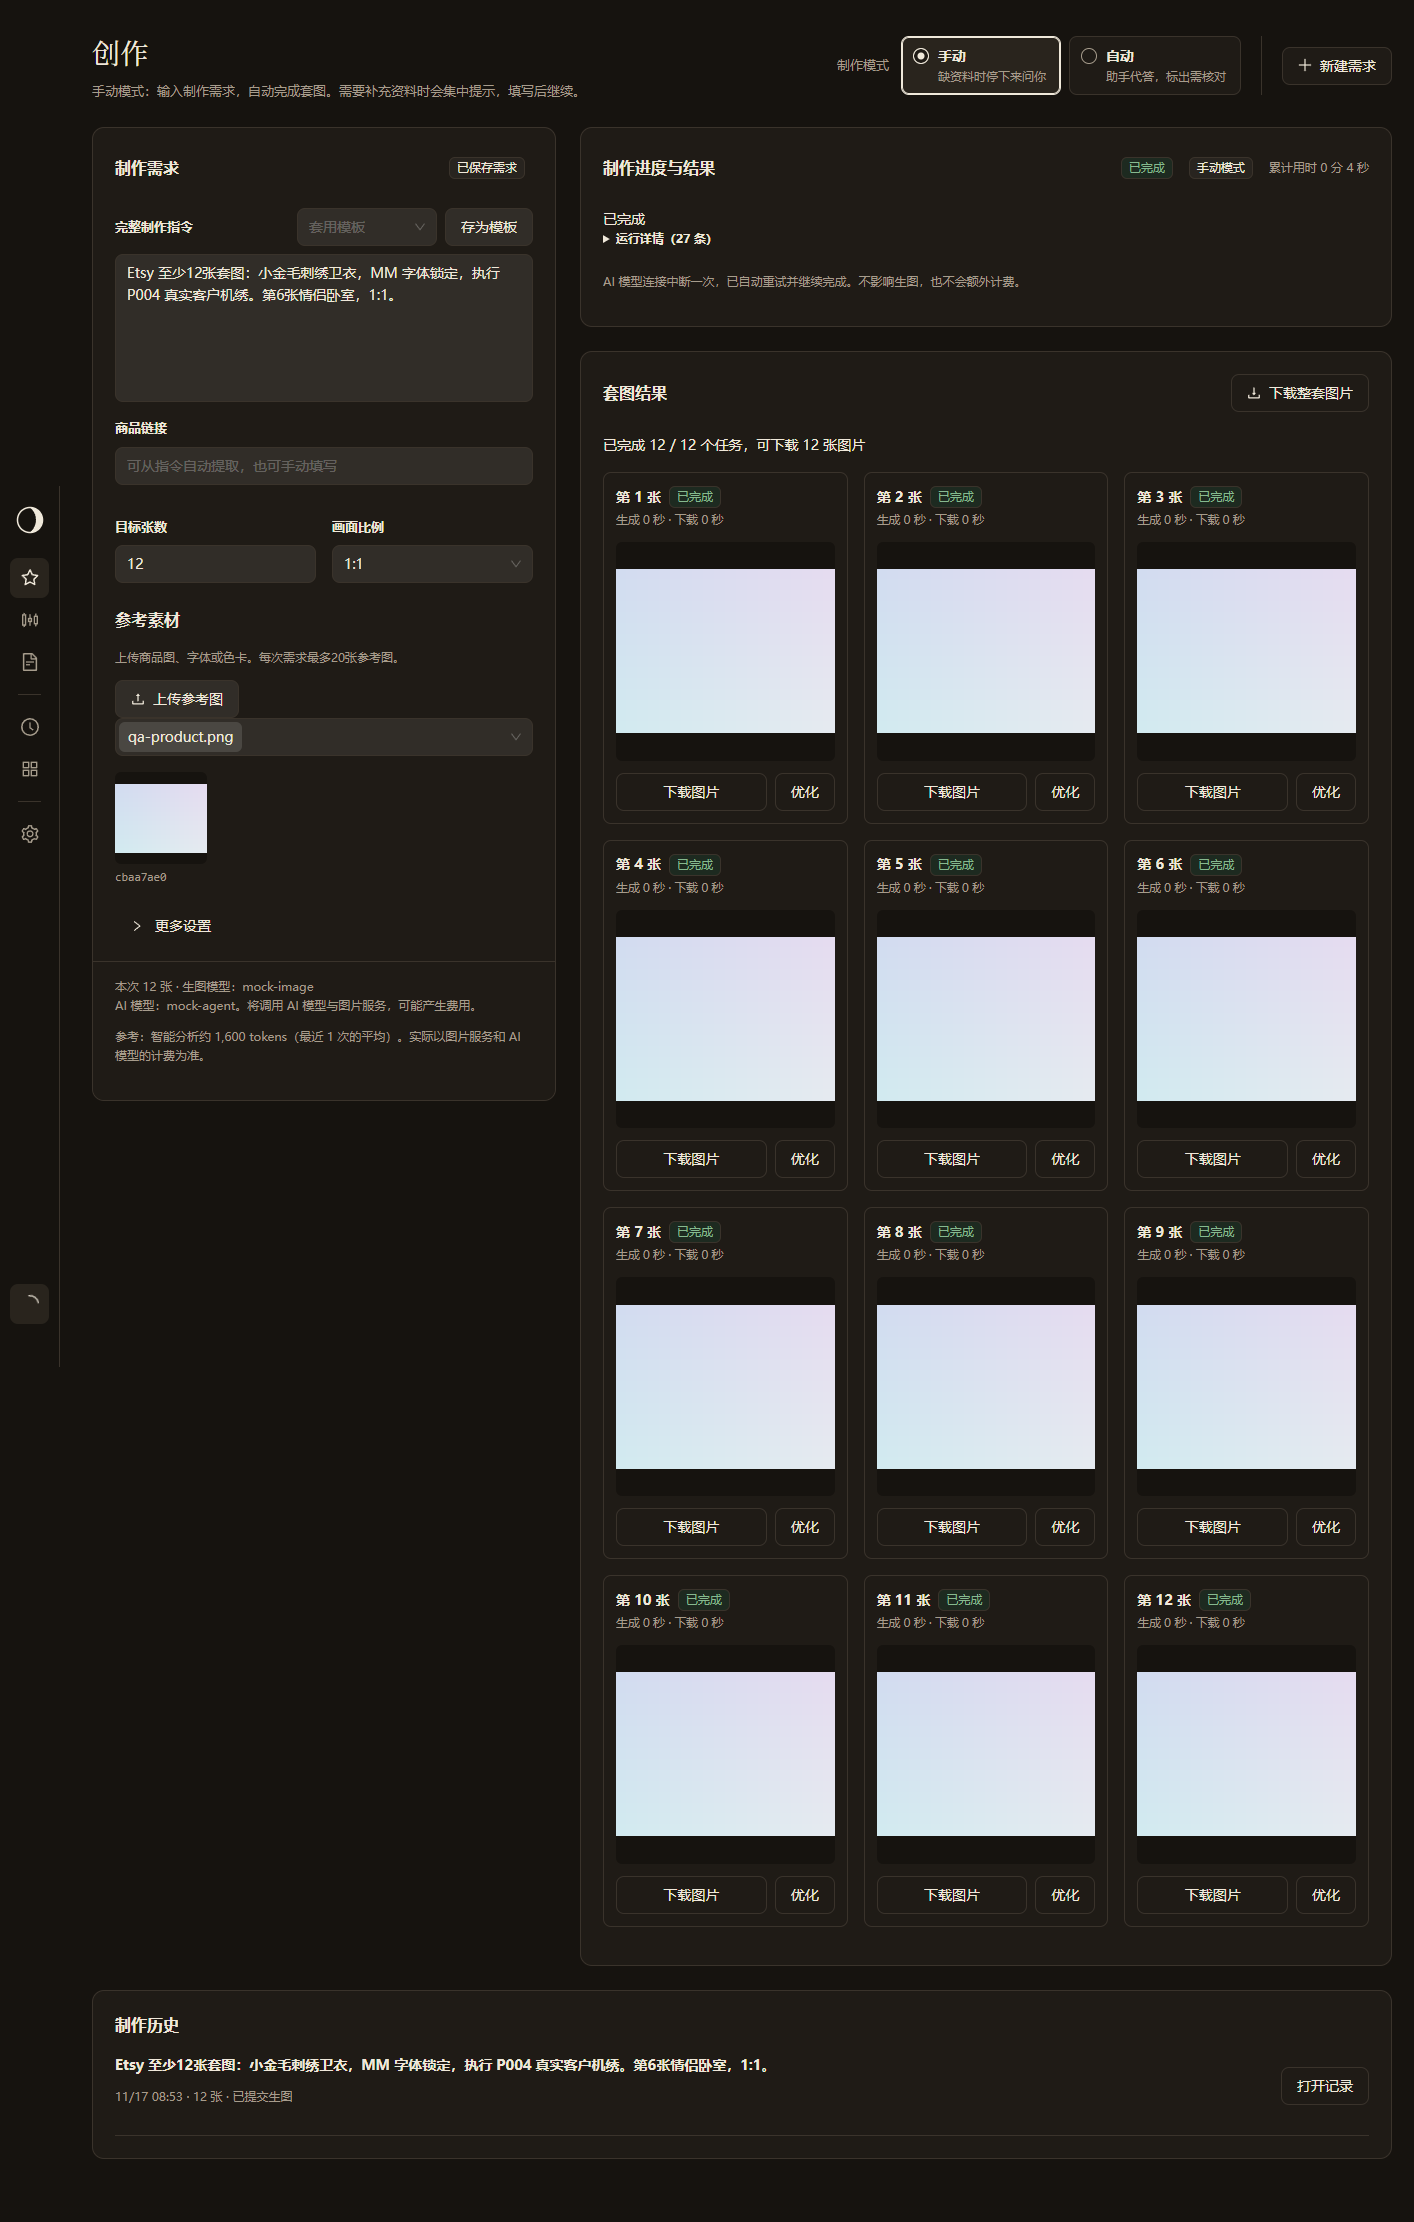 创作
手动模式：输入制作需求，自动完成套图。需要补充资料时会集中提示，填写后继续。
制作模式
手动
缺资料时停下来问你
自动
助手代答，标出需核对
新建需求
制作需求
已保存需求
完整制作指令
套用模板
存为模板
Etsy 至少12张套图：小金毛刺绣卫衣，MM 字体锁定，执行
P004 真实客户机绣。第6张情侣卧室，1:1。
商品链接
可从指令自动提取，也可手动填写
目标张数
画面比例
12
1:1
参考素材
上传商品图、字体或色卡。每次需求最多20张参考图。
上传参考图
qa-product.png
cbaa7ae0
更多设置
本次 12 张 · 生图模型：mock-image
AI 模型：mock-agent。将调用 AI 模型与图片服务，可能产生费用。
参考：智能分析约 1,600 tokens（最近 1 次的平均）。实际以图片服务和 AI
模型的计费为准。
制作进度与结果
已完成
手动模式
累计用时 0 分 4 秒
已完成
运行详情（27 条）
AI 模型连接中断一次，已自动重试并继续完成。不影响生图，也不会额外计费。
套图结果
下载整套图片
已完成 12 / 12 个任务，可下载 12 张图片
第 1 张 已完成
生成 0 秒 · 下载 0 秒
下载图片 优化
第 2 张 已完成
生成 0 秒 · 下载 0 秒
下载图片 优化
第 3 张 已完成
生成 0 秒 · 下载 0 秒
下载图片 优化
第 4 张 已完成
生成 0 秒 · 下载 0 秒
下载图片 优化
第 5 张 已完成
生成 0 秒 · 下载 0 秒
下载图片 优化
第 6 张 已完成
生成 0 秒 · 下载 0 秒
下载图片 优化
第 7 张 已完成
生成 0 秒 · 下载 0 秒
下载图片 优化
第 8 张 已完成
生成 0 秒 · 下载 0 秒
下载图片 优化
第 9 张 已完成
生成 0 秒 · 下载 0 秒
下载图片 优化
第 10 张 已完成
生成 0 秒 · 下载 0 秒
下载图片 优化
第 11 张 已完成
生成 0 秒 · 下载 0 秒
下载图片 优化
第 12 张 已完成
生成 0 秒 · 下载 0 秒
下载图片 优化
制作历史
Etsy 至少12张套图：小金毛刺绣卫衣，MM 字体锁定，执行 P004 真实客户机绣。第6张情侣卧室，1:1。
11/17 08:53 · 12 张 · 已提交生图
打开记录